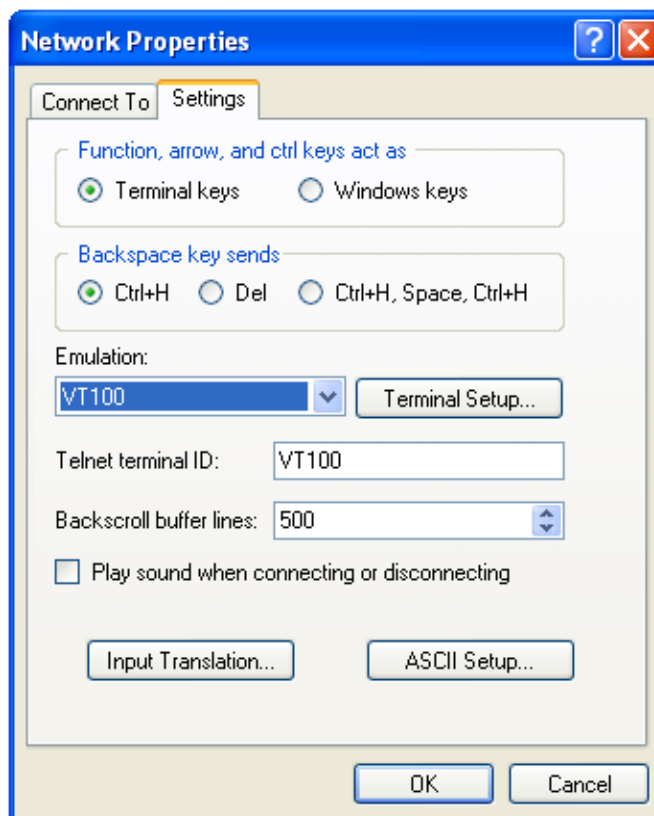 Network Properties
Connect To Settings
Function, arrow, and ctrl keys act as
Terminal keys Windows keys
Backspace key sends
Ctrl+H Del Ctrl+H, Space, Ctrl+H
Emulation:
VT100 Terminal Setup...
Telnet terminal ID: VT100
Backscroll buffer lines: 500
Play sound when connecting or disconnecting
Input Translation... ASCII Setup...
OK Cancel